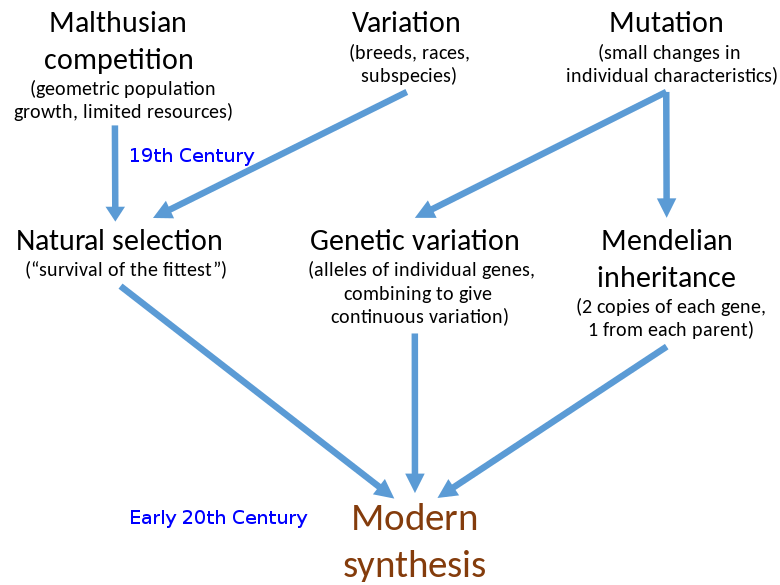 Malthusian
competition
(geometric population
growth, limited resources)
Variation
(breeds, races,
subspecies)
Mutation
(small changes in
individual characteristics)
19th Century
Natural selection
(“survival of the fittest”)
Genetic variation
(alleles of individual genes,
combining to give
continuous variation)
Mendelian
inheritance
(2 copies of each gene,
1 from each parent)
Early 20th Century
Modern
synthesis